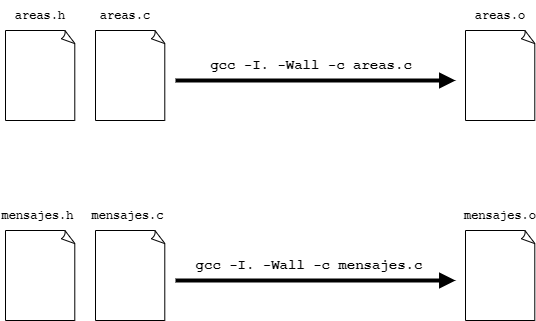 areas.h areas.c areas.o
gcc -I. -Wall -c areas.c
mensajes.h mensajes.c mensajes.o
gcc -I. -Wall -c mensajes.c